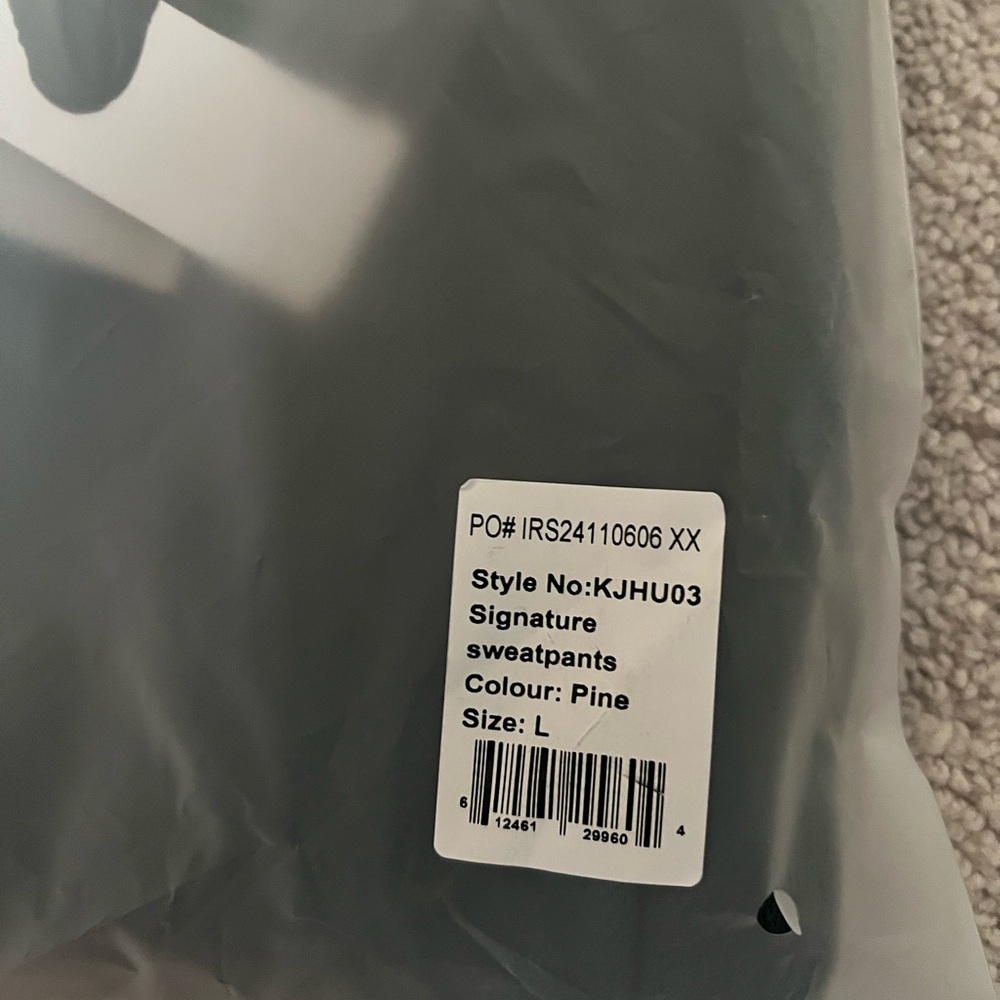 PO# IRS24110606 XX
Style No:KJHU03
Signature
sweatpants
Colour: Pine
Size: L
6 12461 29960 4